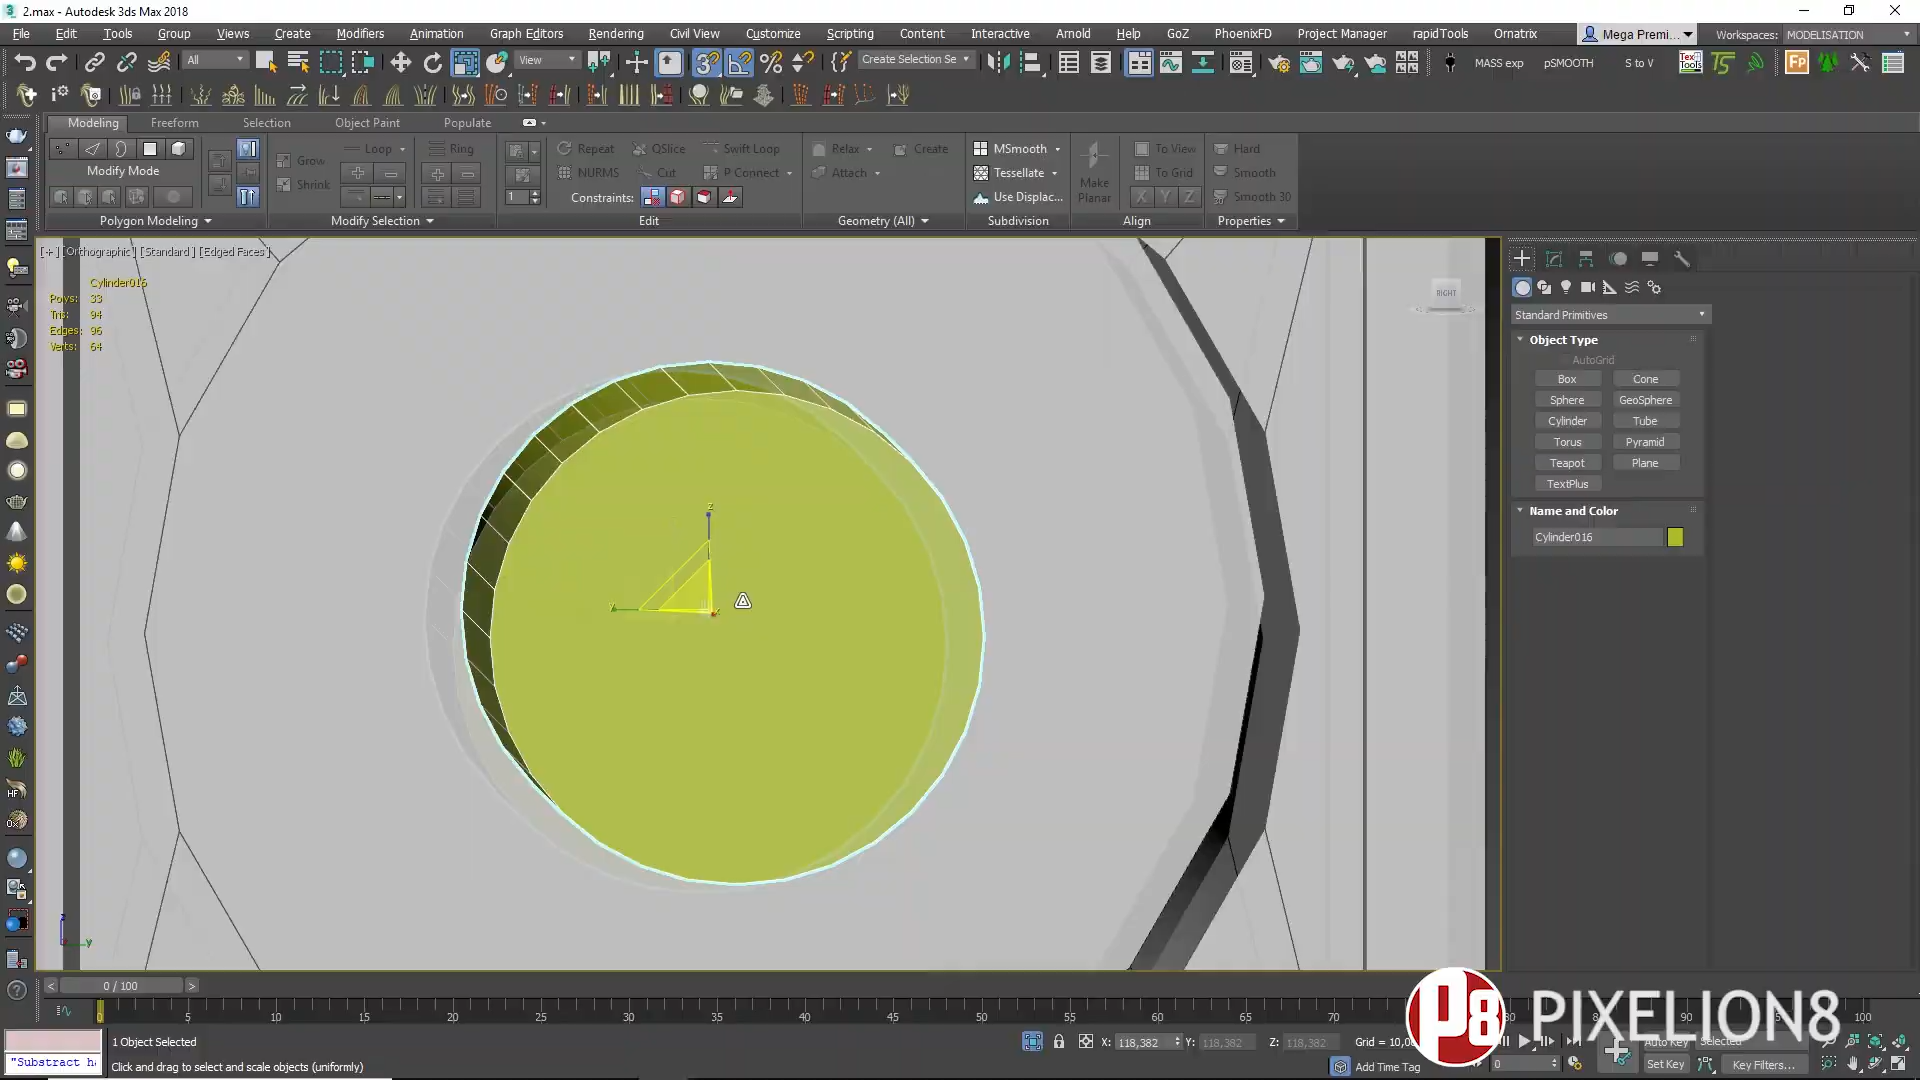 2.max - Autodesk 3ds Max 2018
File Edit Tools Group Views Create Modifiers Animation Graph Editors Rendering Civil View Customize Scripting Content Interactive Arnold Help GoZ PhoenixFD Project Manager rapidTools Ornatrix Mega Premi... Workspaces: MODELISATION
All View Create Selection Se MASS exp pSMOOTH S to V
Modeling Freeform Selection Object Paint Populate
Loop Ring Repeat QSlice Swift Loop Relax Create MSmooth To View Hard
Grow
Modify Mode NURMS Cut P Connect Attach Tessellate To Grid Smooth
Shrink Make Planar
1 Constraints: Use Displac... X Y Z Smooth 30
Polygon Modeling Modify Selection Edit Geometry (All) Subdivision Align Properties
[+] [Orthographic] [Standard] [Edged Faces]
Cylinder016
Polys: 33
Tris: 94
Edges: 96
Verts: 64
RIGHT
z
y
z
y
Standard Primitives
Object Type
AutoGrid
Box Cone
Sphere GeoSphere
Cylinder Tube
Torus Pyramid
Teapot Plane
TextPlus
Name and Color
Cylinder016
< 0 / 100 >
0 5 10 15 20 25 30 35 40 45 50 55 60 65 70 80 85 90 95 100
P8 PIXELION8
1 Object Selected X: 118,382 Y: 118,382 Z: 118,382 Auto Key Selected
"Substract Click and drag to select and scale objects (uniformly) Add Time Tag 0 Set Key Key Filters...